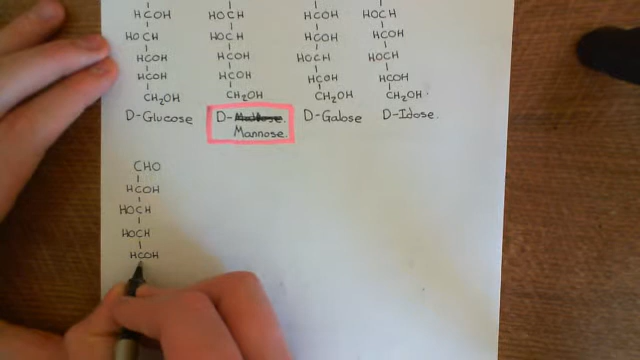 HCOH HOCH HCOH HOCH
HOCH HOCH HCOH HCOH
HCOH HCOH HOCH HOCH
HCOH HCOH HCOH HCOH
CH2OH CH2OH CH2OH CH2OH.
D-Glucose D- D-Galose D-Idose.
Mannose.
CHO
HCOH
HOCH
HOCH
HCOH